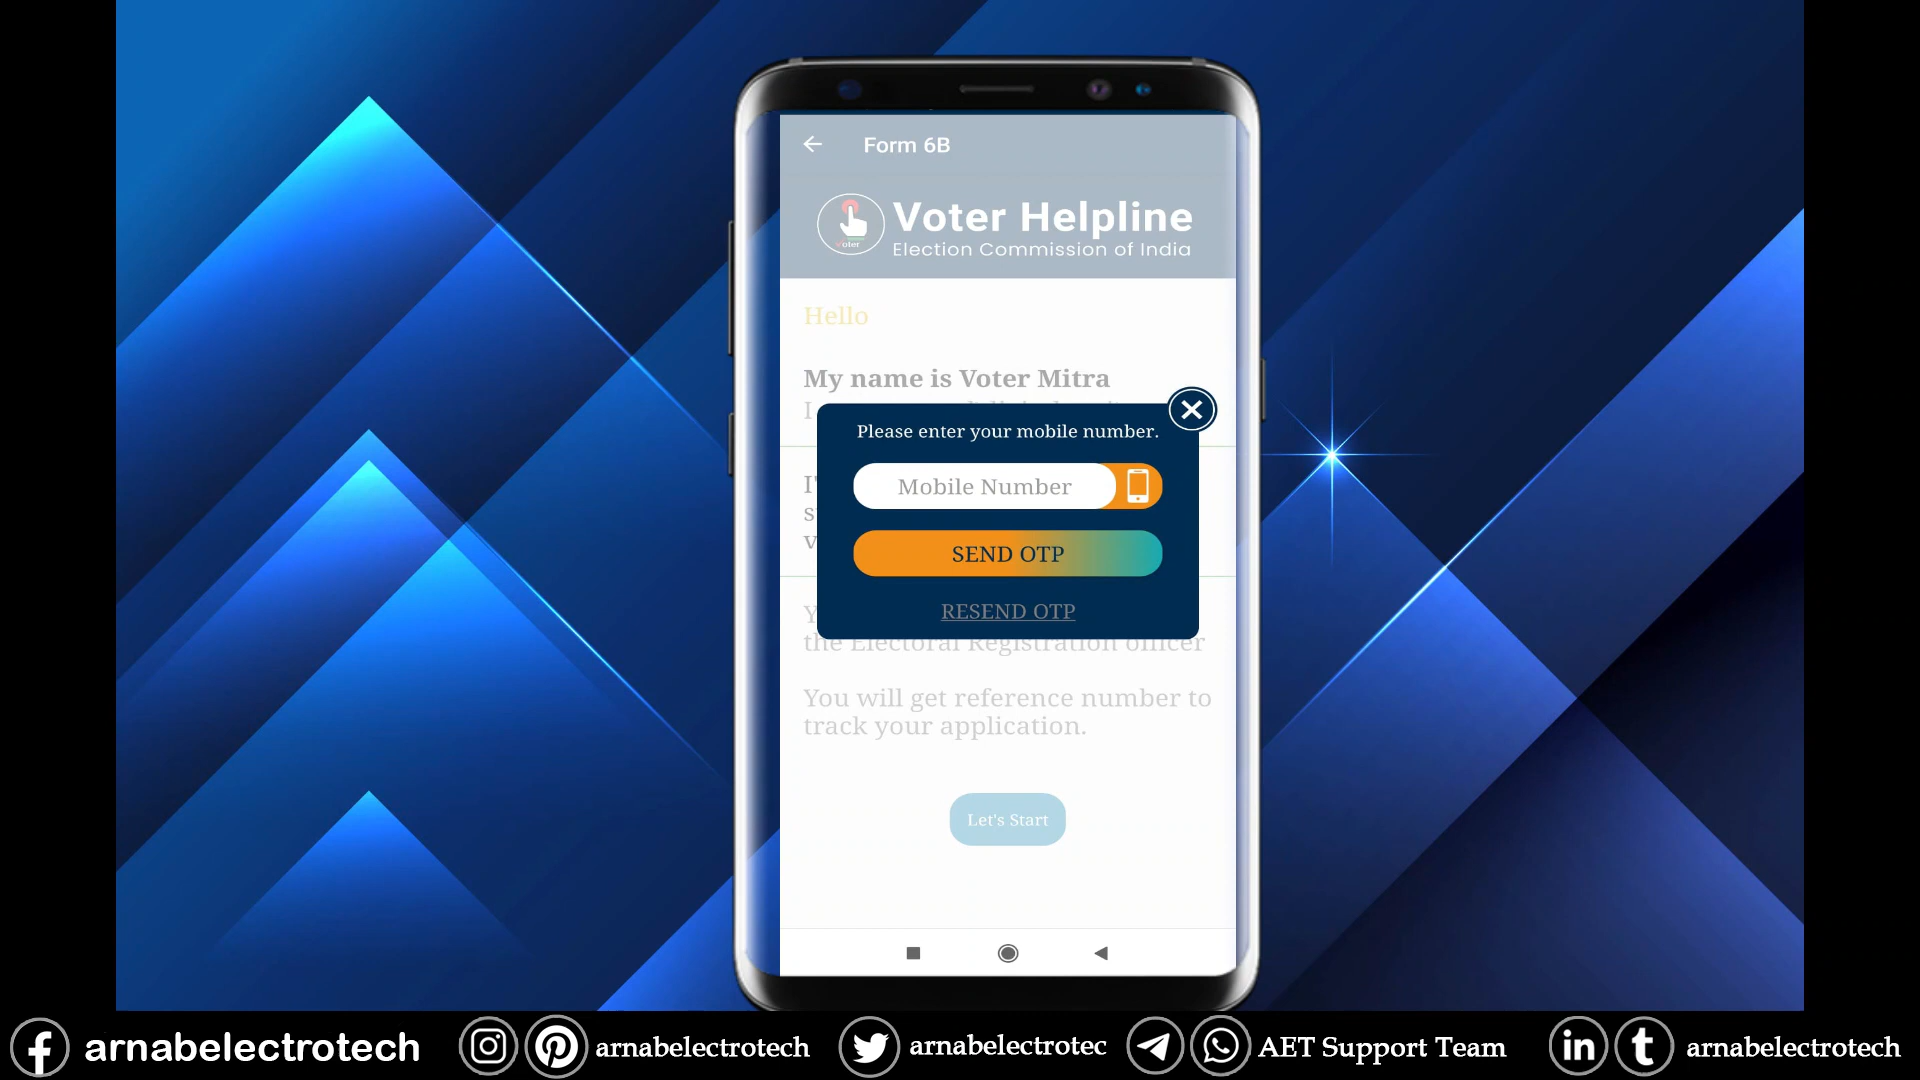 Form 6B
Voter
Voter Helpline
Election Commission of India
Hello
My name is Voter Mitra
I
Please enter your mobile number.
I'
Mobile Number
SEND OTP
RESEND OTP
the Electoral Registration officer
You will get reference number to
track your application.
Let's Start
arnabelectrotech
arnabelectrotech
arnabelectrotec
AET Support Team
arnabelectrotech